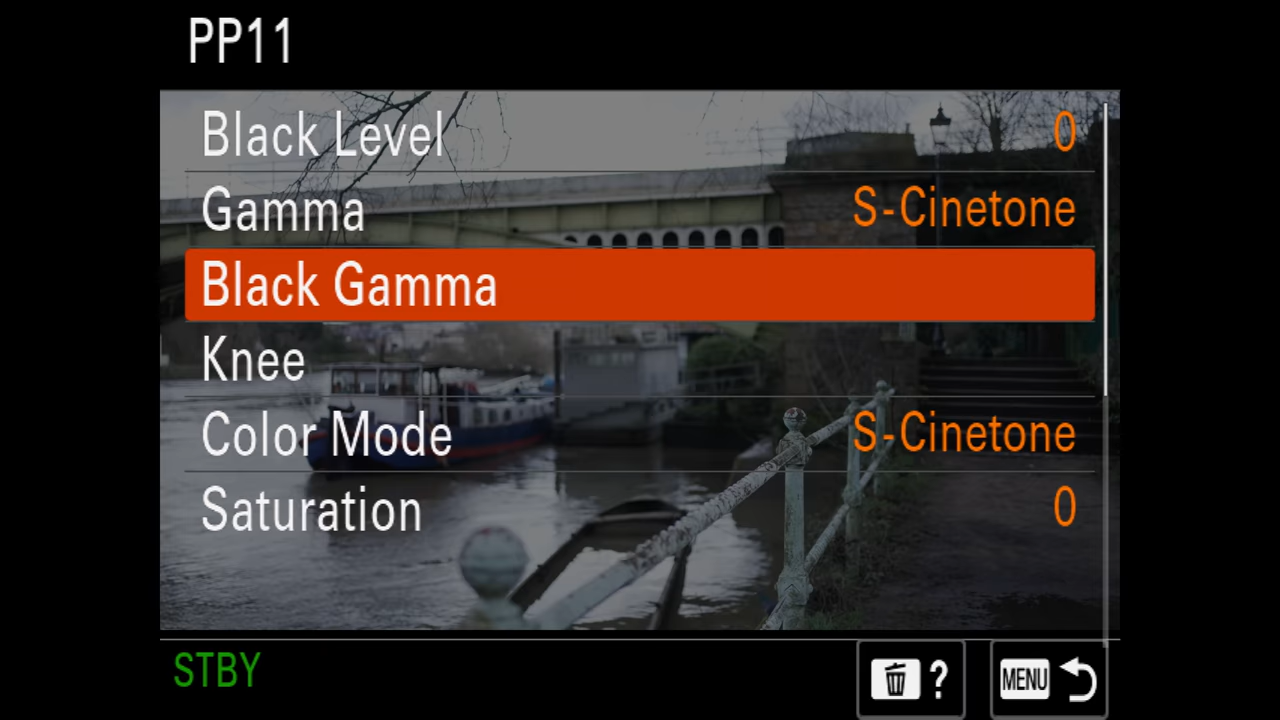 PP11
Black Level 0
Gamma S-Cinetone
Black Gamma
Knee
Color Mode S-Cinetone
Saturation 0
STBY ? MENU